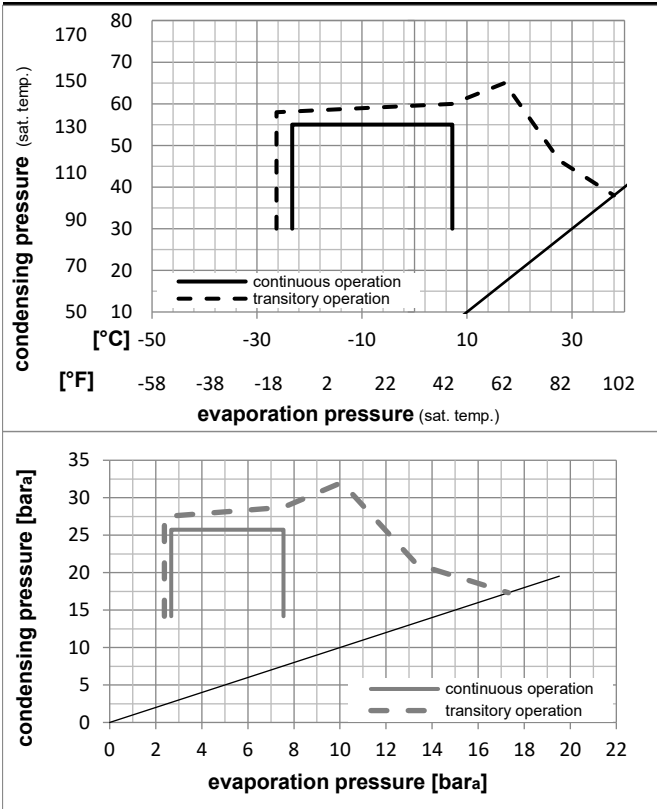 condensing pressure (sat. temp.)
170 80
70
150 60
130 50
110 40
90 30
70 20
50 10
continuous operation
transitory operation
[°C] -50 -30 -10 10 30
[°F] -58 -38 -18 2 22 42 62 82 102
evaporation pressure (sat. temp.)
condensing pressure [bara]
35
30
25
20
15
10
5
0
continuous operation
transitory operation
0 2 4 6 8 10 12 14 16 18 20 22
evaporation pressure [bara]